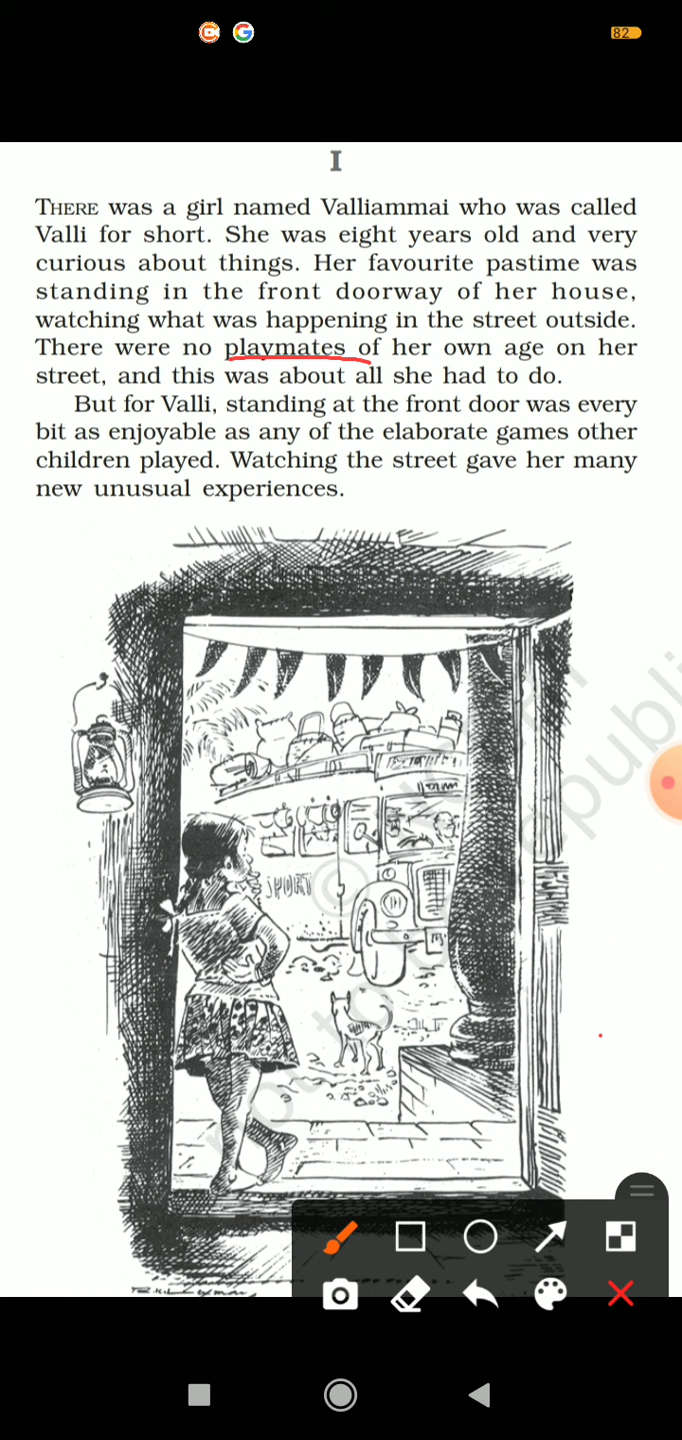 82
I
THERE was a girl named Valliammai who was called
Valli for short. She was eight years old and very
curious about things. Her favourite pastime was
standing in the front doorway of her house,
watching what was happening in the street outside.
There were no playmates of her own age on her
street, and this was about all she had to do.
But for Valli, standing at the front door was every
bit as enjoyable as any of the elaborate games other
children played. Watching the street gave her many
new unusual experiences.
SPORT